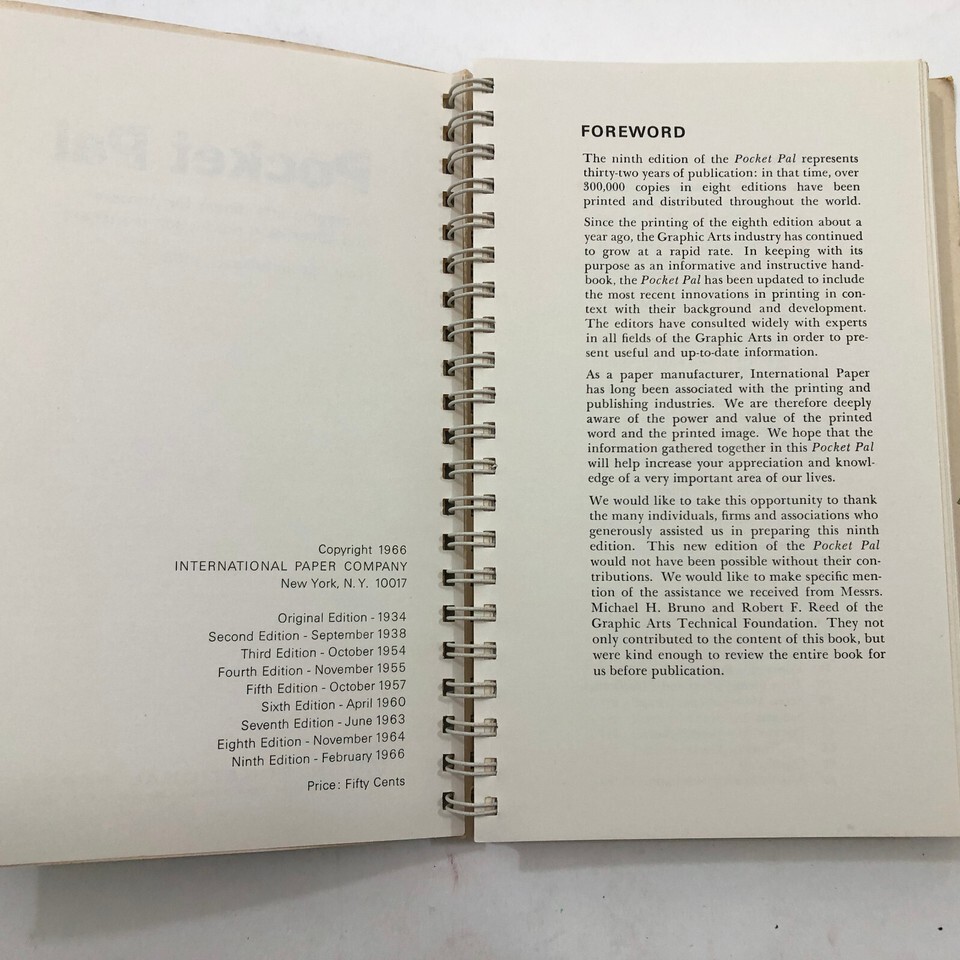 Copyright 1966
INTERNATIONAL PAPER COMPANY
New York, N.Y. 10017
Original Edition - 1934
Second Edition - September 1938
Third Edition - October 1954
Fourth Edition - November 1955
Fifth Edition - October 1957
Sixth Edition - April 1960
Seventh Edition - June 1963
Eighth Edition - November 1964
Ninth Edition - February 1966
Price: Fifty Cents
FOREWORD
The ninth edition of the Pocket Pal represents
thirty-two years of publication: in that time, over
300,000 copies in eight editions have been
printed and distributed throughout the world.
Since the printing of the eighth edition about a
year ago, the Graphic Arts industry has continued
to grow at a rapid rate. In keeping with its
purpose as an informative and instructive hand-
book, the Pocket Pal has been updated to include
the most recent innovations in printing in con-
text with their background and development.
The editors have consulted widely with experts
in all fields of the Graphic Arts in order to pre-
sent useful and up-to-date information.
As a paper manufacturer, International Paper
has long been associated with the printing and
publishing industries. We are therefore deeply
aware of the power and value of the printed
word and the printed image. We hope that the
information gathered together in this Pocket Pal
will help increase your appreciation and knowl-
edge of a very important area of our lives.
We would like to take this opportunity to thank
the many individuals, firms and associations who
generously assisted us in preparing this ninth
edition. This new edition of the Pocket Pal
would not have been possible without their con-
tributions. We would like to make specific men-
tion of the assistance we received from Messrs.
Michael H. Bruno and Robert F. Reed of the
Graphic Arts Technical Foundation. They not
only contributed to the content of this book, but
were kind enough to review the entire book for
us before publication.